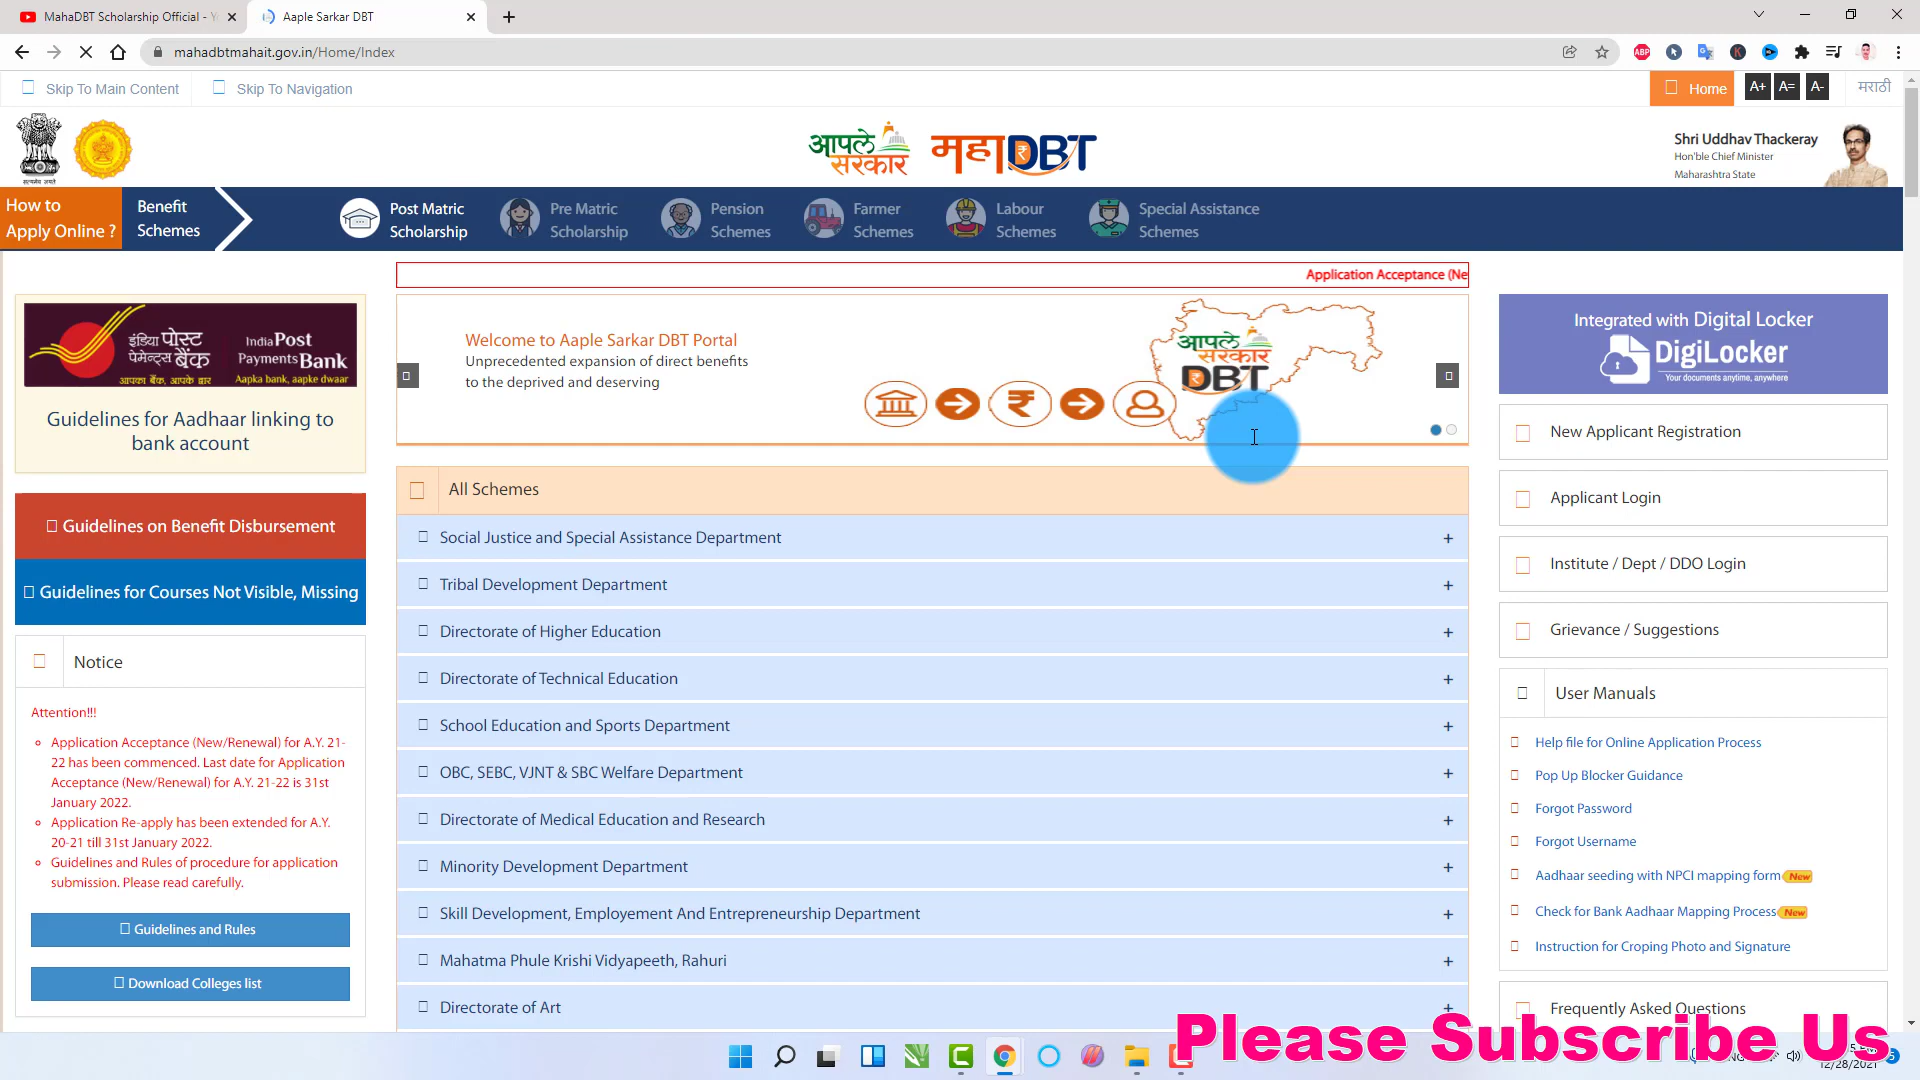 MahaDBT Scholarship Official - Y
Aaple Sarkar DBT
mahadbtmahait.gov.in/Home/Index
Skip To Main Content
Skip To Navigation
Home
A+
A=
A-
मराठी
सत्यमेव जयते
आपले सरकार
महाDBT
Shri Uddhav Thackeray
Hon'ble Chief Minister
Maharashtra State
How to
Apply Online ?
Benefit
Schemes
Post Matric
Scholarship
Pre Matric
Scholarship
Pension
Schemes
Farmer
Schemes
Labour
Schemes
Special Assistance
Schemes
Application Acceptance (Ne
इंडिया पोस्ट
पेमेन्ट्स बैंक
आपका बैंक, आपके द्वार
IndiaPost
Payments Bank
Aapka bank, aapke dwaar
Guidelines for Aadhaar linking to
bank account
Guidelines on Benefit Disbursement
Guidelines for Courses Not Visible, Missing
Notice
Attention!!!
Application Acceptance (New/Renewal) for A.Y. 21-
22 has been commenced. Last date for Application
Acceptance (New/Renewal) for A.Y. 21-22 is 31st
January 2022.
Application Re-apply has been extended for A.Y.
20-21 till 31st January 2022.
Guidelines and Rules of procedure for application
submission. Please read carefully.
Guidelines and Rules
Download Colleges list
Welcome to Aaple Sarkar DBT Portal
Unprecedented expansion of direct benefits
to the deprived and deserving
आपले
सरकार
DBT
All Schemes
Social Justice and Special Assistance Department
Tribal Development Department
Directorate of Higher Education
Directorate of Technical Education
School Education and Sports Department
OBC, SEBC, VJNT & SBC Welfare Department
Directorate of Medical Education and Research
Minority Development Department
Skill Development, Employement And Entrepreneurship Department
Mahatma Phule Krishi Vidyapeeth, Rahuri
Directorate of Art
Integrated with Digital Locker
DigiLocker
Your documents anytime, anywhere
New Applicant Registration
Applicant Login
Institute / Dept / DDO Login
Grievance / Suggestions
User Manuals
Help file for Online Application Process
Pop Up Blocker Guidance
Forgot Password
Forgot Username
Aadhaar seeding with NPCI mapping form New
Check for Bank Aadhaar Mapping Process New
Instruction for Croping Photo and Signature
Frequently Asked Questions
Please Subscribe Us
12/28/2021